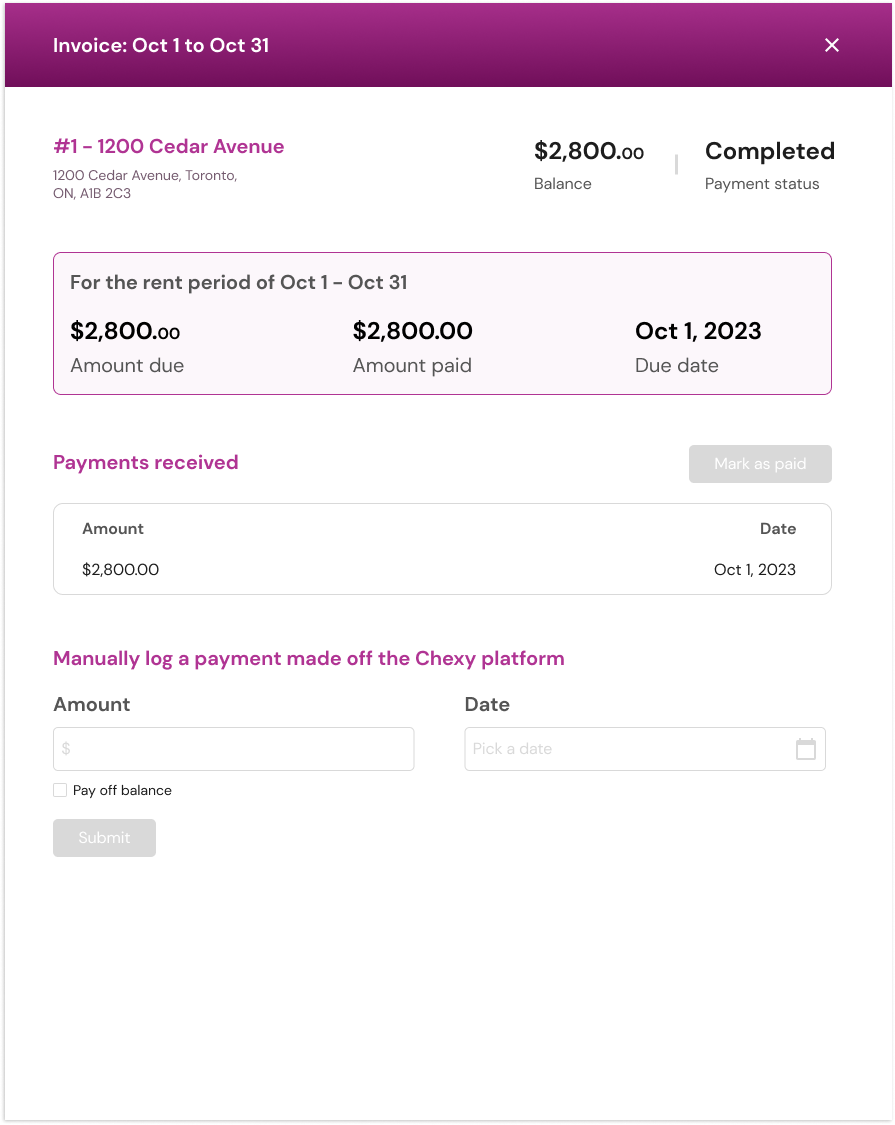 Invoice: Oct 1 to Oct 31
#1 - 1200 Cedar Avenue
1200 Cedar Avenue, Toronto,
ON, A1B 2C3
$2,800.00
Balance
Completed
Payment status
For the rent period of Oct 1 - Oct 31
$2,800.00
Amount due
$2,800.00
Amount paid
Oct 1, 2023
Due date
Payments received
Mark as paid
Amount
Date
$2,800.00
Oct 1, 2023
Manually log a payment made off the Chexy platform
Amount
$
Date
Pick a date
Pay off balance
Submit